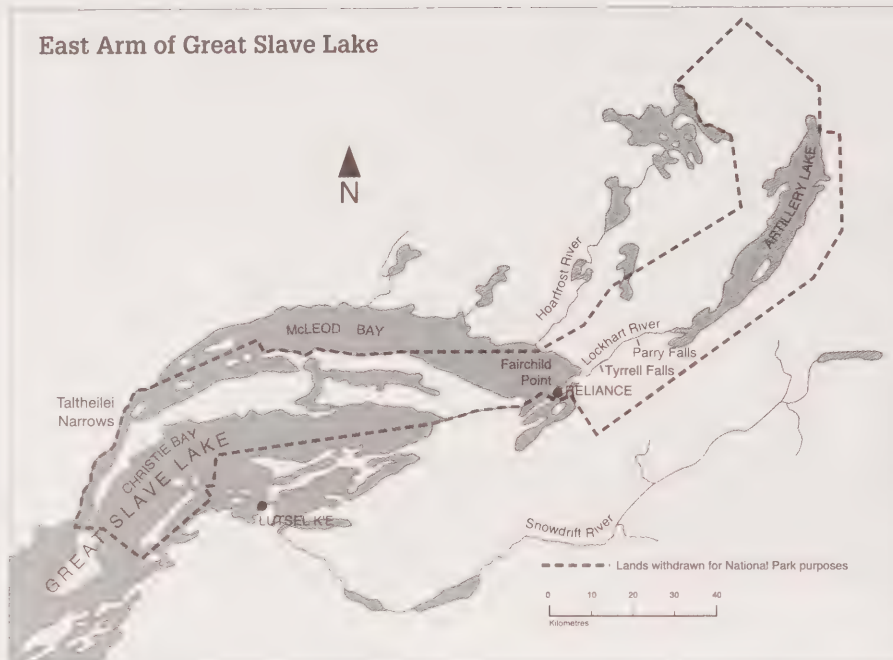 East Arm of Great Slave Lake
N
ARTILLERY LAKE
Hoarfrost River
McLEOD BAY
Lockhart River
Parry Falls
Fairchild
Point
Tyrrell Falls
RELIANCE
Taltheilei
Narrows
CHRISTIE BAY
GREAT SLAVE LAKE
LUTSEL K'E
Snowdrift River
Lands withdrawn for National Park purposes
0 10 20 30 40
Kilometres